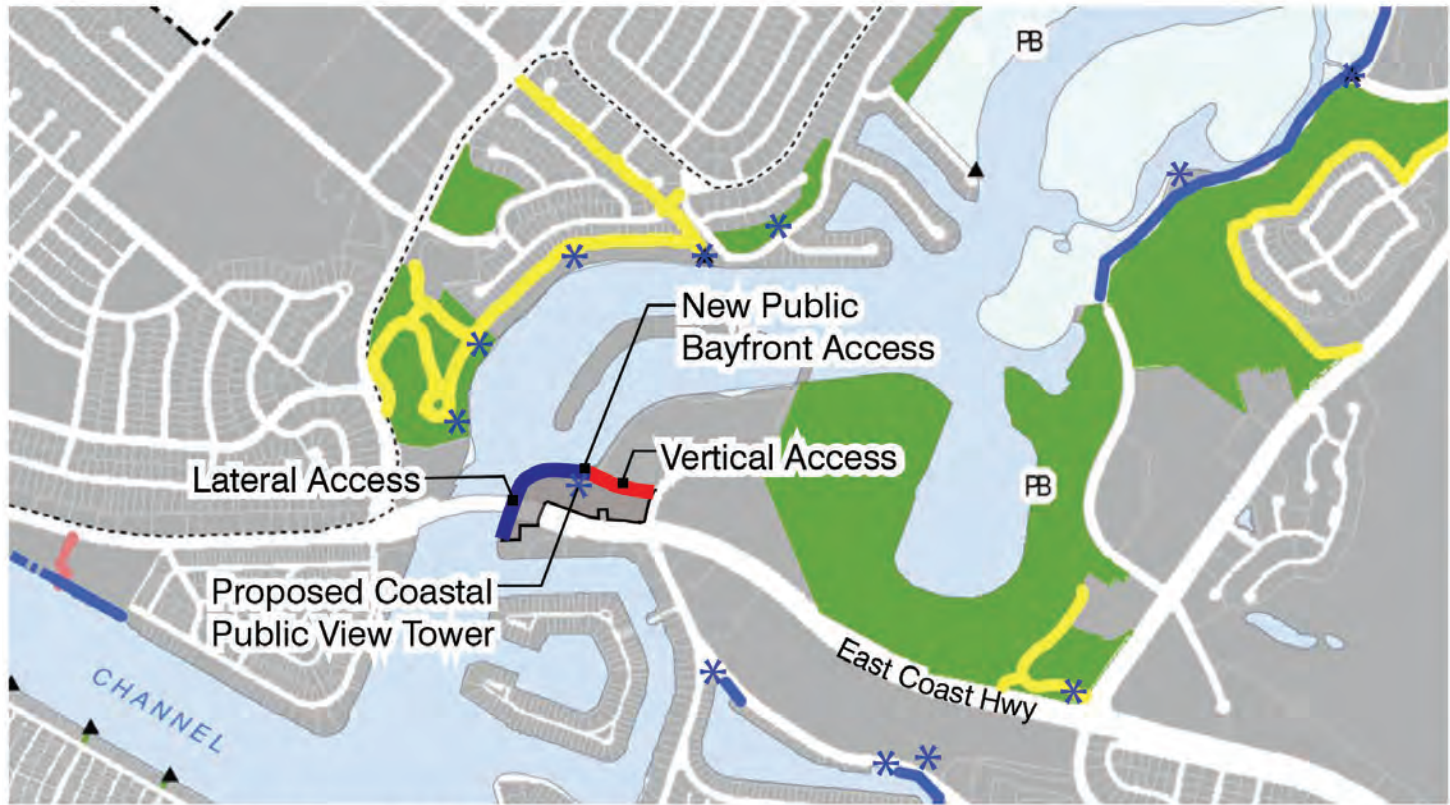 PB
New Public
Bayfront Access
Lateral Access
Vertical Access
PB
Proposed Coastal
Public View Tower
East Coast Hwy
CHANNEL